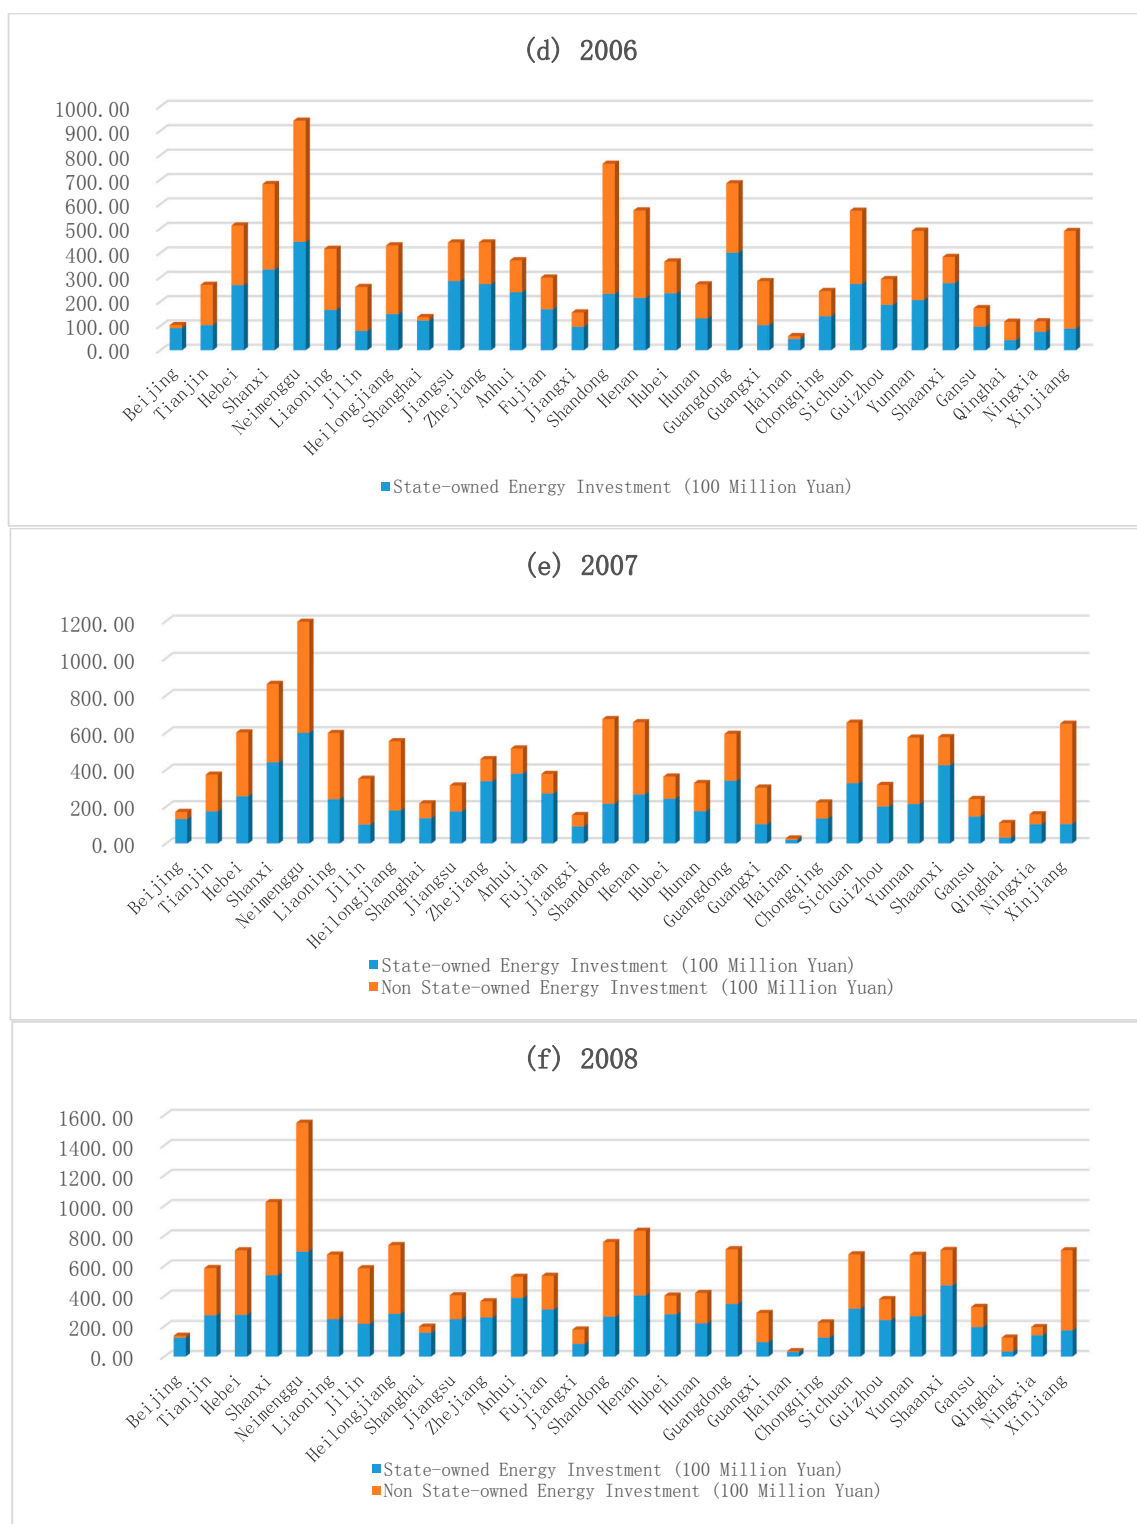 (d) 2006
1000.00
900.00
800.00
700.00
600.00
500.00
400.00
300.00
200.00
100.00
0.00
Beijing
Tianjin
Hebei
Shanxi
Neimenggu
Liaoning
Jilin
Heilongjiang
Shanghai
Jiangsu
Zhejiang
Anhui
Fujian
Jiangxi
Shandong
Henan
Hubei
Hunan
Guangdong
Guangxi
Hainan
Chongqing
Sichuan
Guizhou
Yunnan
Shaanxi
Gansu
Qinghai
Ningxia
Xinjiang
State-owned Energy Investment (100 Million Yuan)
(e) 2007
1200.00
1000.00
800.00
600.00
400.00
200.00
0.00
Beijing
Tianjin
Hebei
Shanxi
Neimenggu
Liaoning
Jilin
Heilongjiang
Shanghai
Jiangsu
Zhejiang
Anhui
Fujian
Jiangxi
Shandong
Henan
Hubei
Hunan
Guangdong
Guangxi
Hainan
Chongqing
Sichuan
Guizhou
Yunnan
Shaanxi
Gansu
Qinghai
Ningxia
Xinjiang
State-owned Energy Investment (100 Million Yuan)
Non State-owned Energy Investment (100 Million Yuan)
(f) 2008
1600.00
1400.00
1200.00
1000.00
800.00
600.00
400.00
200.00
0.00
Beijing
Tianjin
Hebei
Shanxi
Neimenggu
Liaoning
Jilin
Heilongjiang
Shanghai
Jiangsu
Zhejiang
Anhui
Fujian
Jiangxi
Shandong
Henan
Hubei
Hunan
Guangdong
Guangxi
Hainan
Chongqing
Sichuan
Guizhou
Yunnan
Shaanxi
Gansu
Qinghai
Ningxia
Xinjiang
State-owned Energy Investment (100 Million Yuan)
Non State-owned Energy Investment (100 Million Yuan)